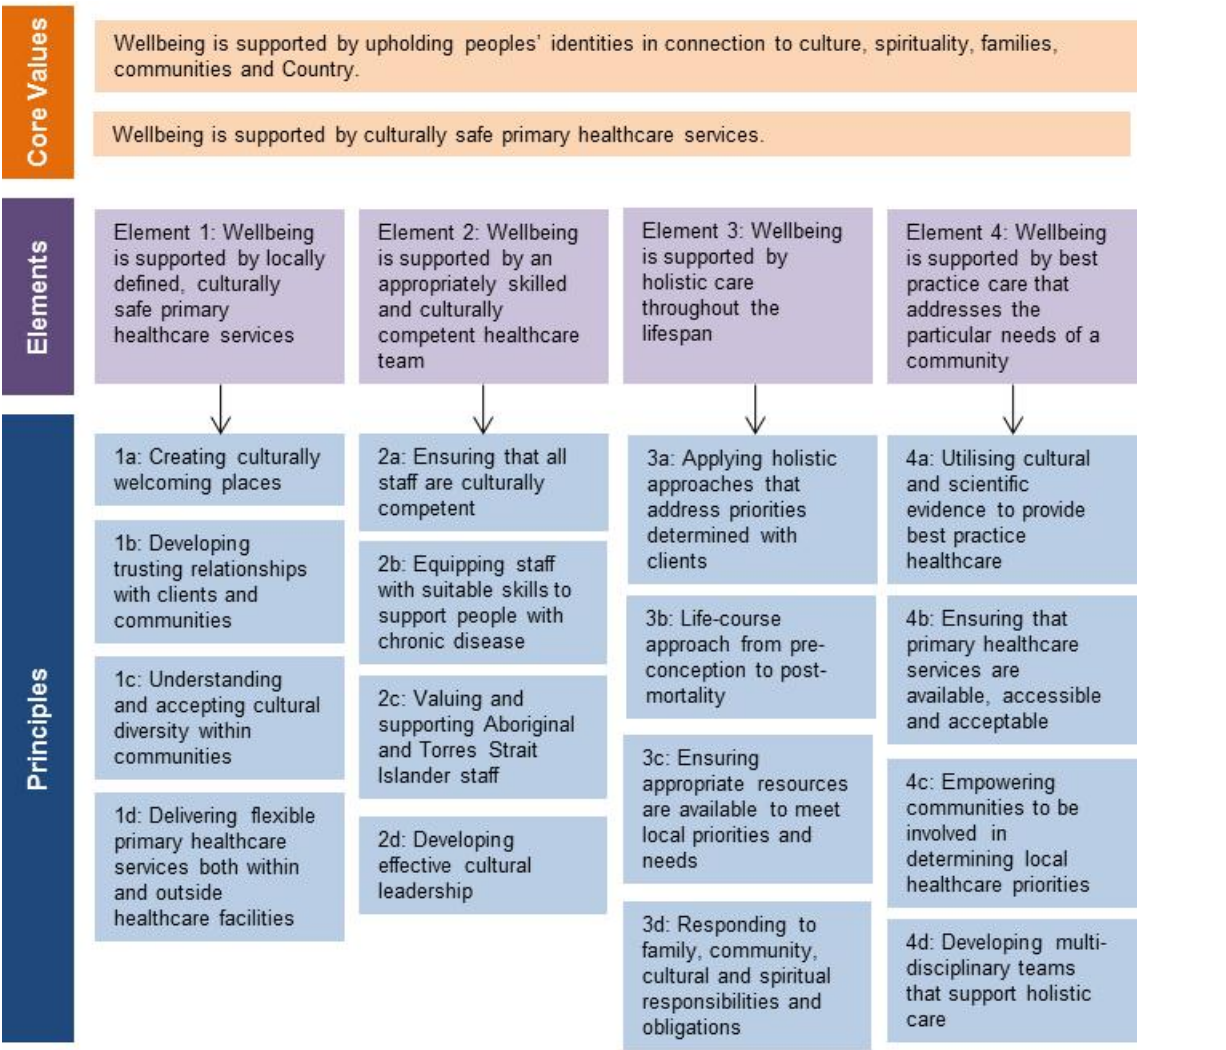 Core Values
Wellbeing is supported by upholding peoples' identities in connection to culture, spirituality, families,
communities and Country.
Wellbeing is supported by culturally safe primary healthcare services.
Elements
Element 1: Wellbeing
is supported by locally
defined, culturally
safe primary
healthcare services
Element 2: Wellbeing
is supported by an
appropriately skilled
and culturally
competent healthcare
team
Element 3: Wellbeing
is supported by
holistic care
throughout the
lifespan
Element 4: Wellbeing
is supported by best
practice care that
addresses the
particular needs of a
community
Principles
1a: Creating culturally
welcoming places
1b: Developing
trusting relationships
with clients and
communities
1c: Understanding
and accepting cultural
diversity within
communities
1d: Delivering flexible
primary healthcare
services both within
and outside
healthcare facilities
2a: Ensuring that all
staff are culturally
competent
2b: Equipping staff
with suitable skills to
support people with
chronic disease
2c: Valuing and
supporting Aboriginal
and Torres Strait
Islander staff
2d: Developing
effective cultural
leadership
3a: Applying holistic
approaches that
address priorities
determined with
clients
3b: Life-course
approach from pre-
conception to post-
mortality
3c: Ensuring
appropriate resources
are available to meet
local priorities and
needs
3d: Responding to
family, community,
cultural and spiritual
responsibilities and
obligations
4a: Utilising cultural
and scientific
evidence to provide
best practice
healthcare
4b: Ensuring that
primary healthcare
services are
available, accessible
and acceptable
4c: Empowering
communities to be
involved in
determining local
healthcare priorities
4d: Developing multi-
disciplinary teams
that support holistic
care